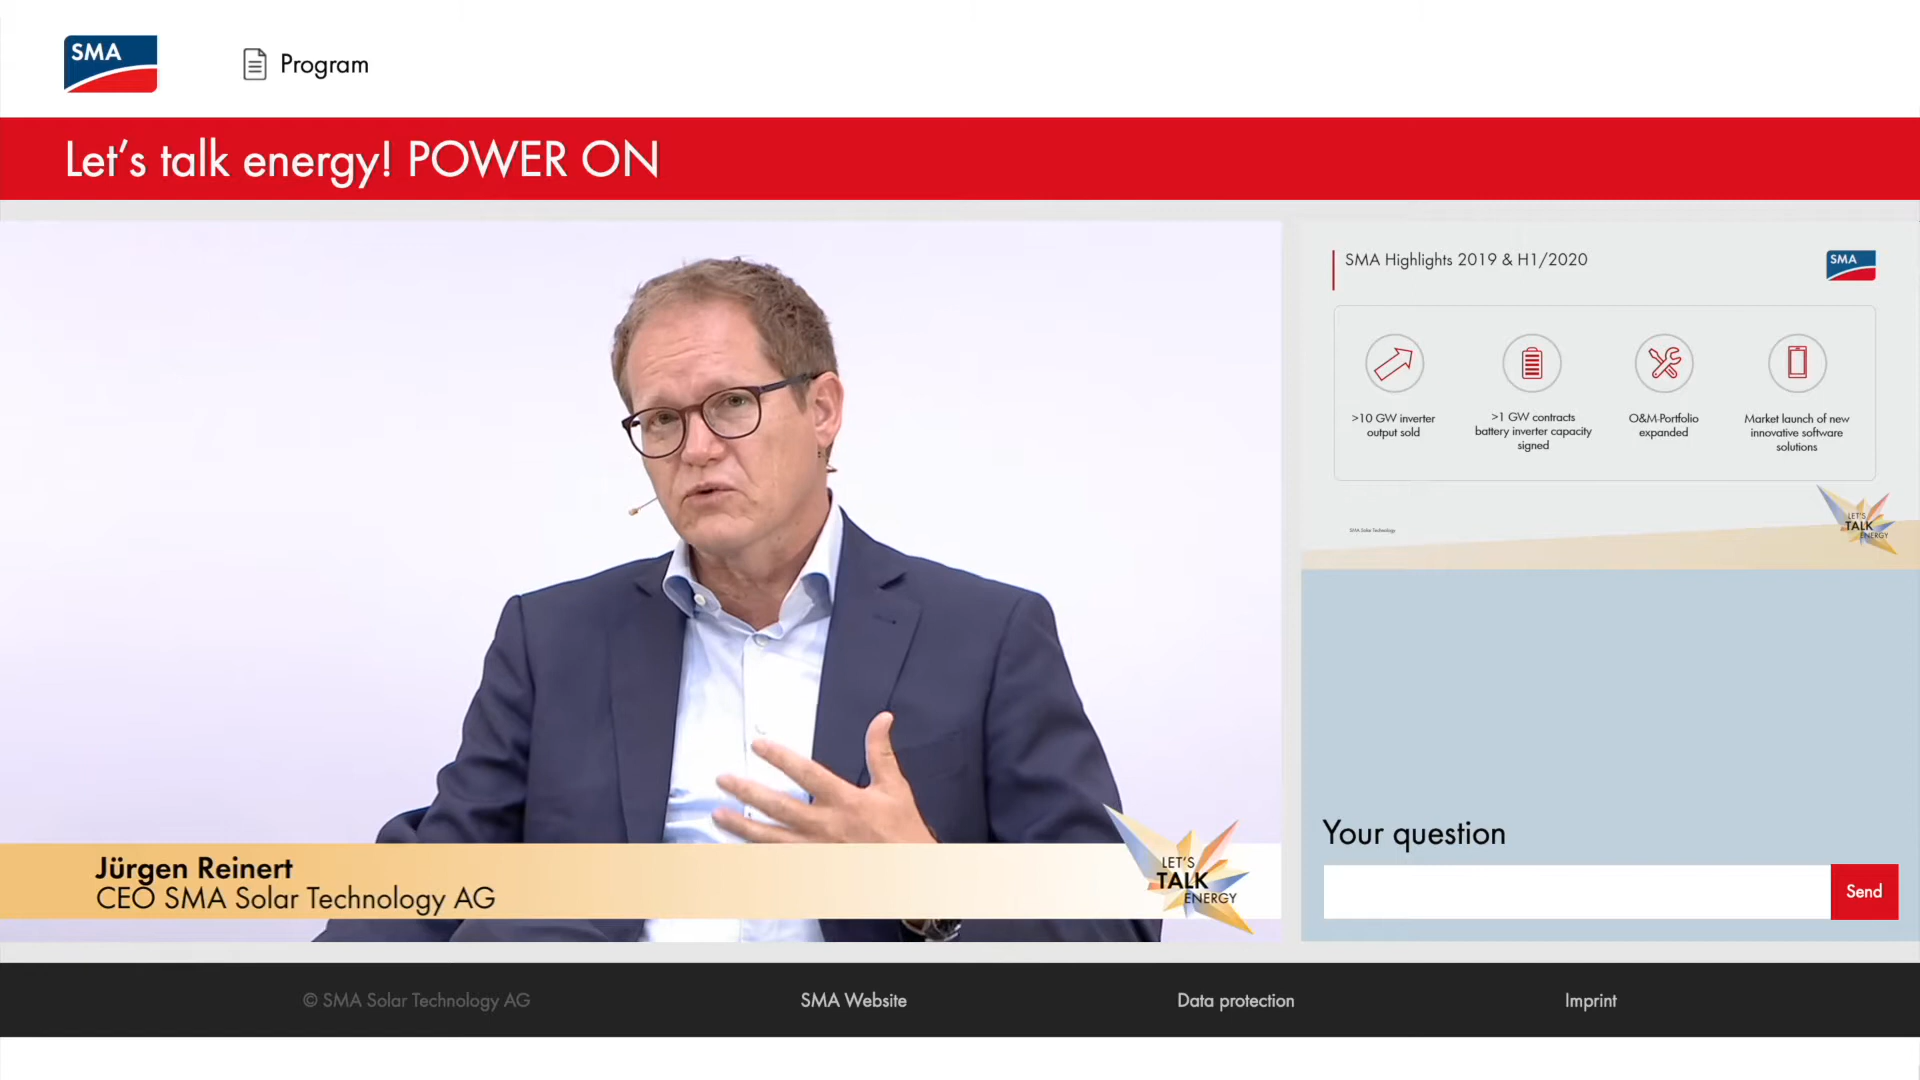 SMA
Program
Let's talk energy! POWER ON
SMA Highlights 2019 & H1/2020
SMA
>10 GW inverter
output sold
>1 GW contracts
battery inverter capacity
signed
O&M-Portfolio
expanded
Market launch of new
innovative software
solutions
SMA Solar Technology
LET'S
TALK
ENERGY
Your question
Send
Jürgen Reinert
CEO SMA Solar Technology AG
LET'S
TALK
ENERGY
© SMA Solar Technology AG
SMA Website
Data protection
Imprint